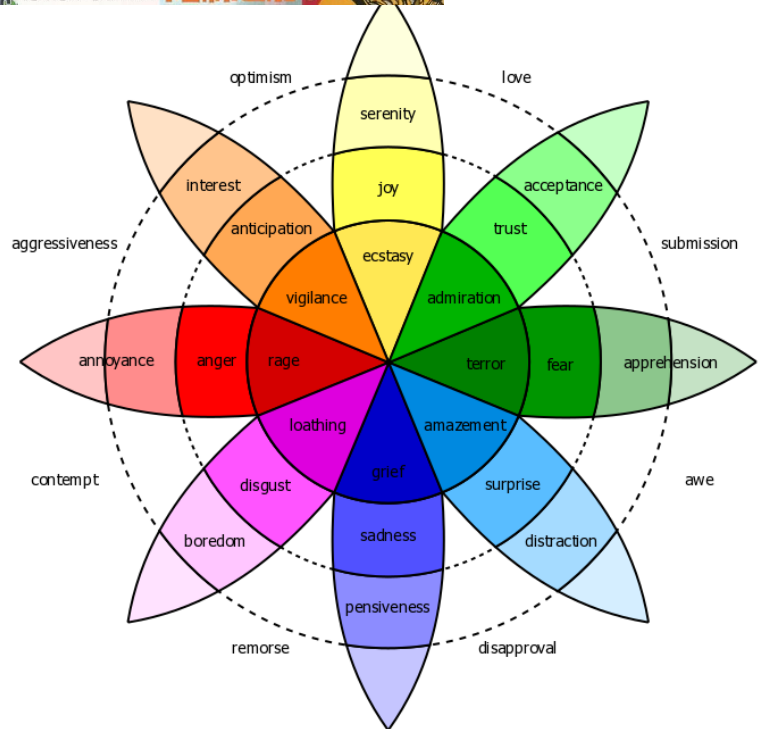 optimism
love
serenity
interest
joy
acceptance
anticipation
trust
aggressiveness
ecstasy
submission
vigilance
admiration
annoyance
anger
rage
terror
fear
apprehension
loathing
amazement
contempt
grief
awe
disgust
surprise
boredom
sadness
distraction
pensiveness
remorse
disapproval